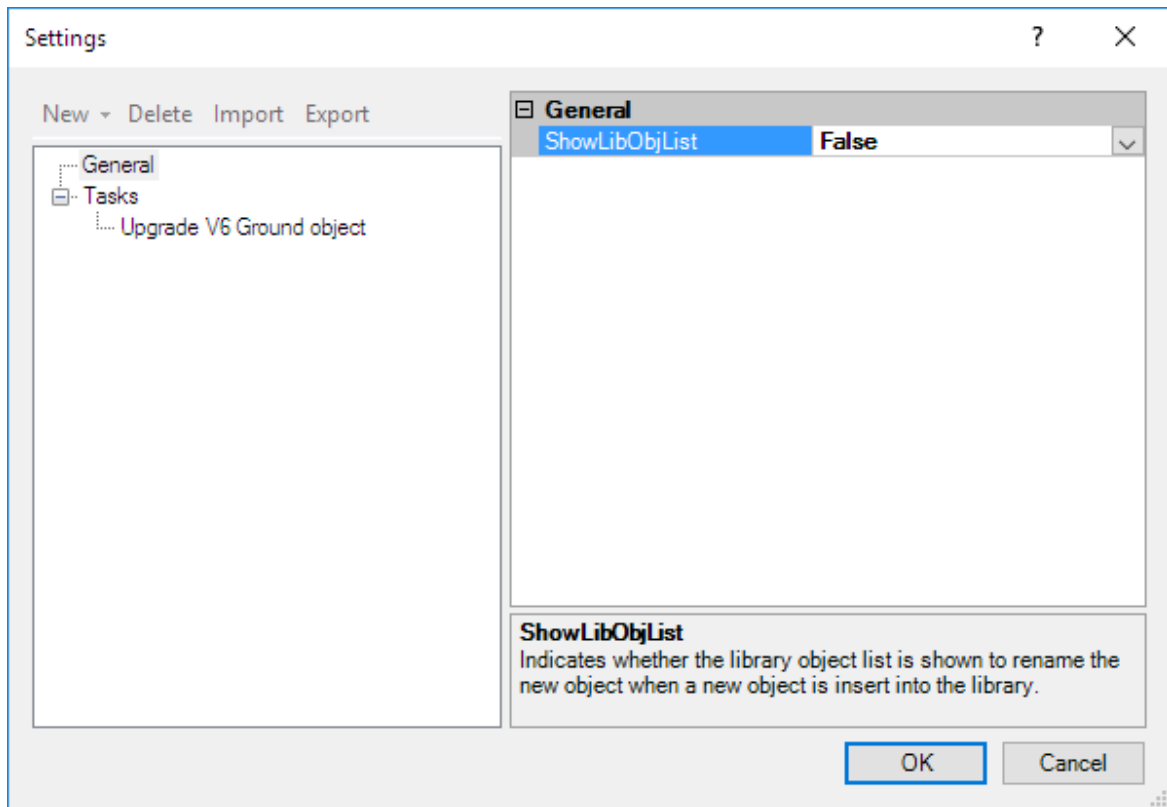 Settings
?
New Delete Import Export
General
Tasks
Upgrade V6 Ground object
General
ShowLibObjList False
ShowLibObjList
Indicates whether the library object list is shown to rename the
new object when a new object is insert into the library.
OK Cancel